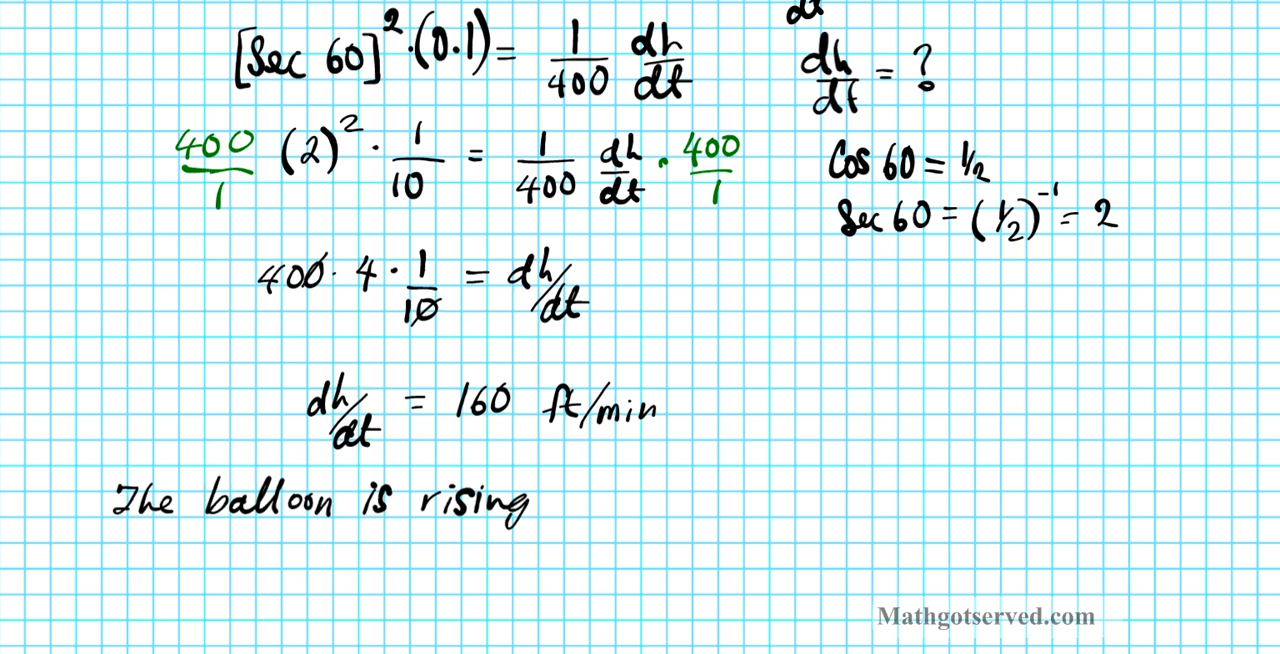 [Sec 60]² · (0.1) = 1/400 dh/dt
400/1 (2)² · 1/10 = 1/400 dh/dt · 400/1
400 · 4 · 1/10 = dh/dt
dh/dt = 160 ft/min
The balloon is rising
dt
dh/dt = ?
Cos 60 = 1/2
Sec 60 = (1/2)⁻¹ = 2
Mathgotserved.com